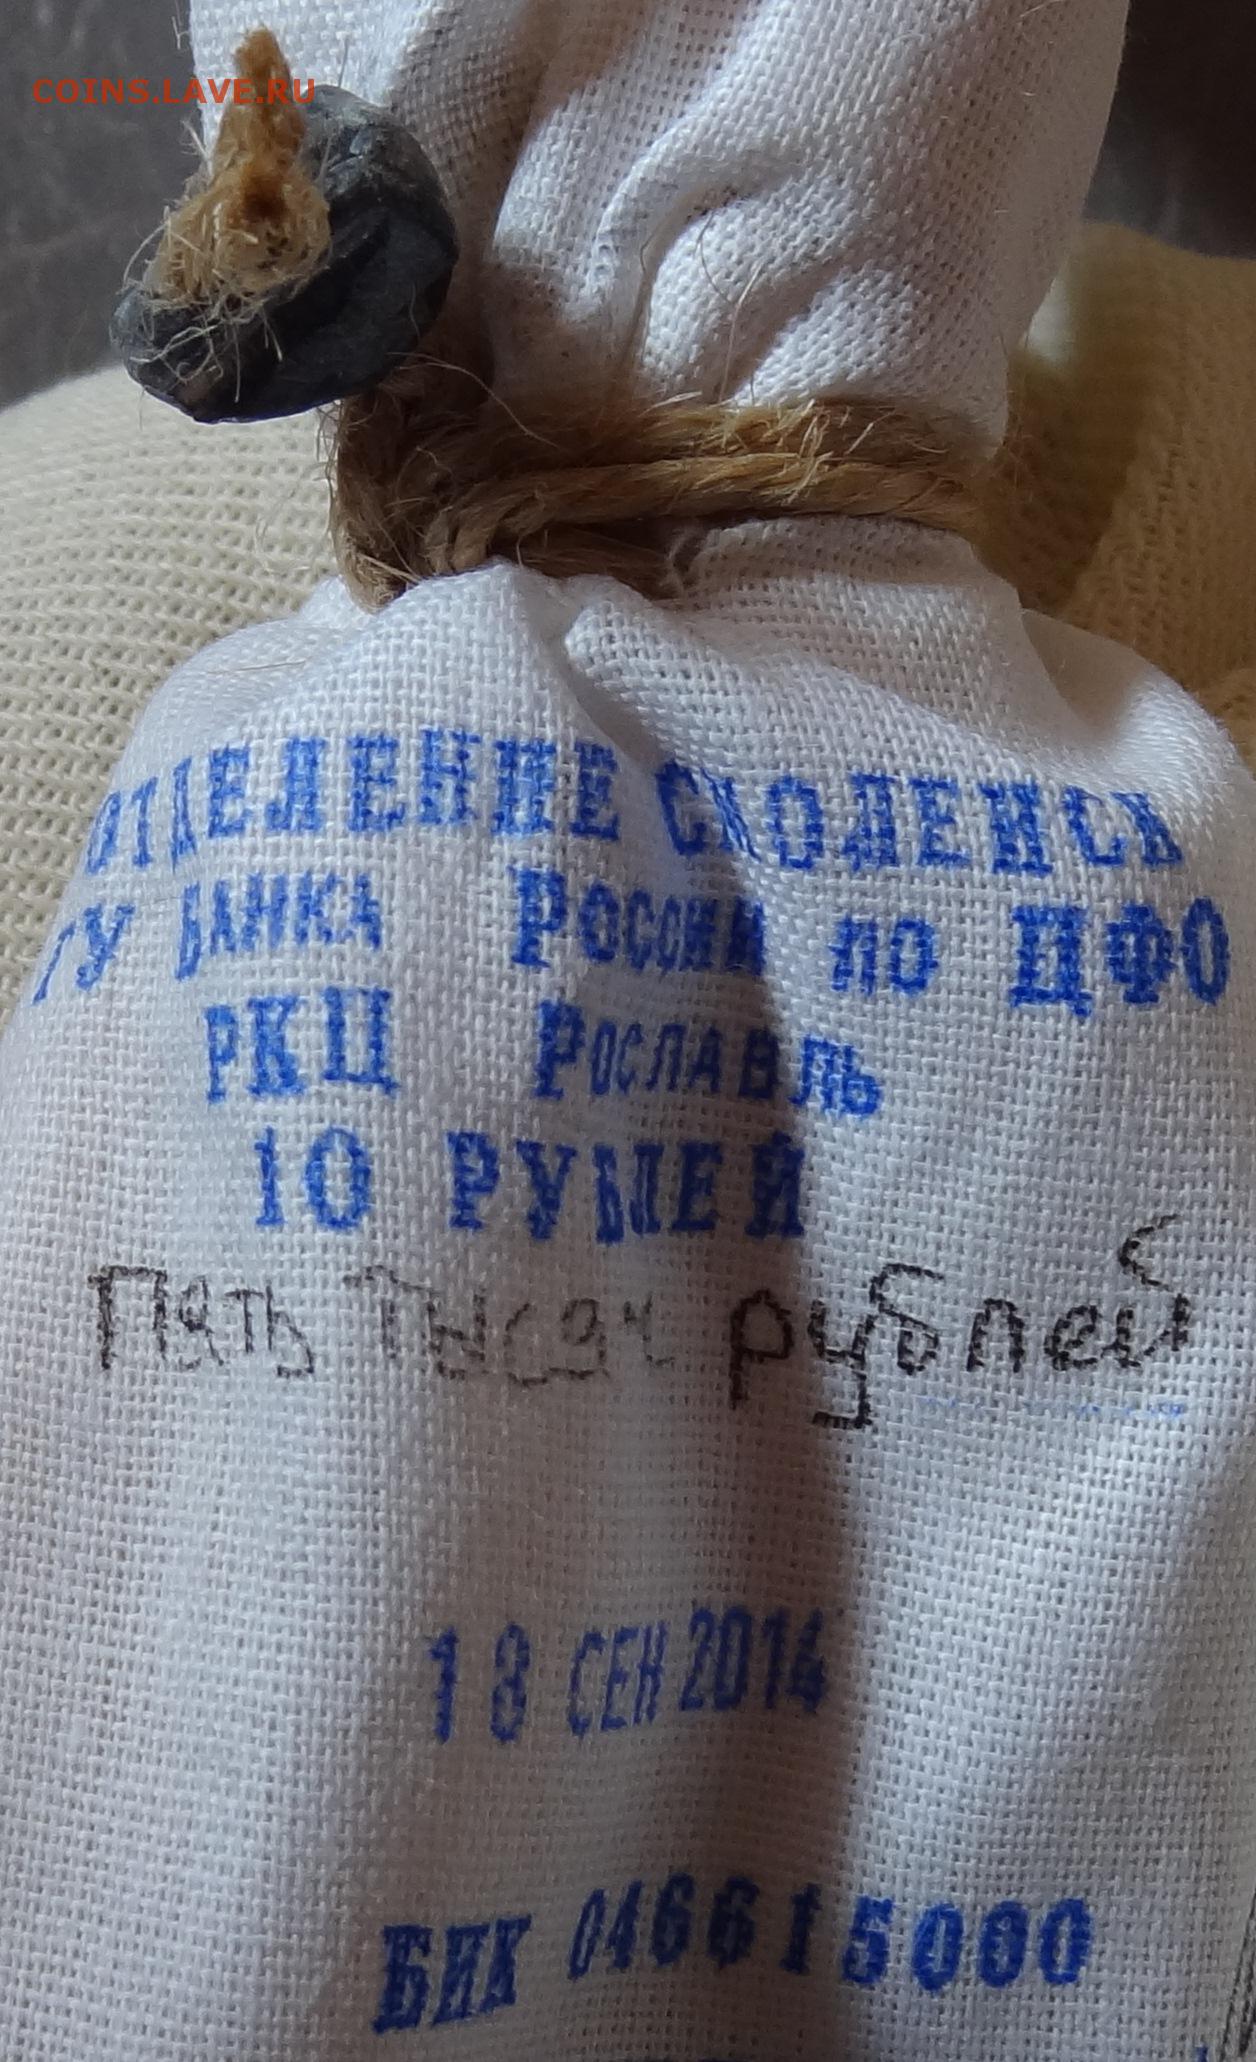 COINS.LAVE.RU
ОТДЕЛЕНИЕ СМОЛЕНСК
ГУ БАНКА РОССИИ ПО ЦФО
РКЦ РОСЛАВЛЬ
10 РУБЛЕЙ
Пять тысяч рублей
18 СЕН 2014
БИК 046615000